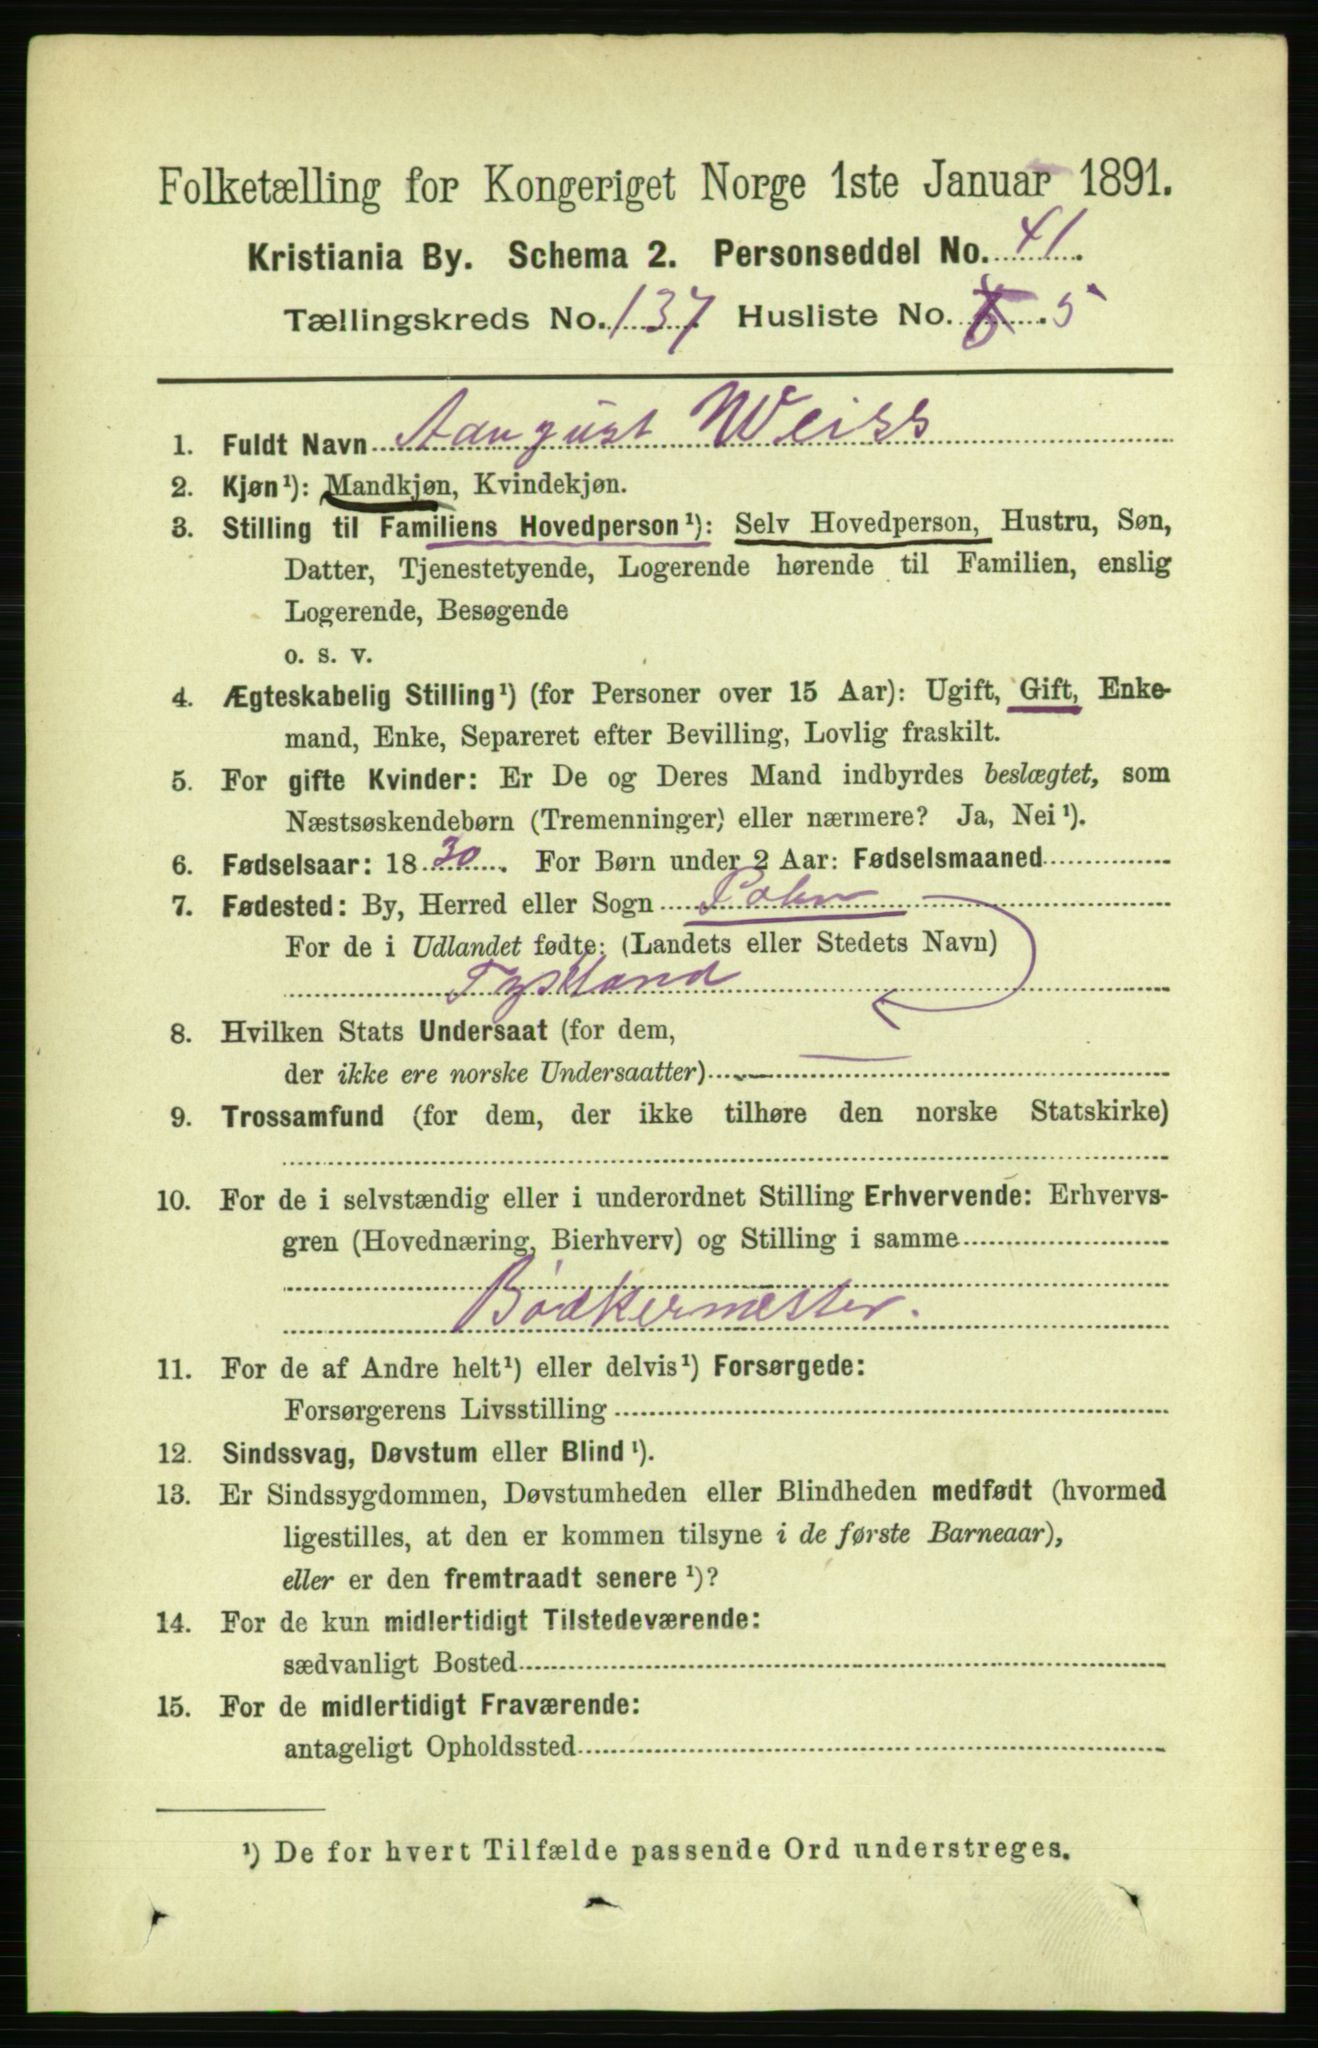 Folketælling for Kongeriget Norge 1ste Januar 1891.
Kristiania By. Schema 2. Personseddel No. 41.
Tællingskreds No. 137. Husliste No. 5
1. Fuldt Navn Aaugust Weiss
2. Kjøn¹): Mandkjøn, Kvindekjøn.
3. Stilling til Familiens Hovedperson¹): Selv Hovedperson, Hustru, Søn,
Datter, Tjenestetyende, Logerende hørende til Familien, enslig
Logerende, Besøgende
o. s. v.
4. Ægteskabelig Stilling¹) (for Personer over 15 Aar): Ugift, Gift, Enke-
mand, Enke, Separeret efter Bevilling, Lovlig fraskilt.
5. For gifte Kvinder: Er De og Deres Mand indbyrdes beslægtet, som
Næstsøskendebørn (Tremenninger) eller nærmere? Ja, Nei¹).
6. Fødselsaar: 1830. For Børn under 2 Aar: Fødselsmaaned
7. Fødested: By, Herred eller Sogn
For de i Udlandet fødte: (Landets eller Stedets Navn)
Tyskland
8. Hvilken Stats Undersaat (for dem,
der ikke ere norske Undersaatter)
9. Trossamfund (for dem, der ikke tilhøre den norske Statskirke)
10. For de i selvstændig eller i underordnet Stilling Erhvervende: Erhvervs-
gren (Hovednæring, Bierhverv) og Stilling i samme
Bödkermester.
11. For de af Andre helt¹) eller delvis¹) Forsørgede:
Forsørgerens Livsstilling
12. Sindssvag, Døvstum eller Blind¹).
13. Er Sindssygdommen, Døvstumheden eller Blindheden medfødt (hvormed
ligestilles, at den er kommen tilsyne i de første Barneaar),
eller er den fremtraadt senere¹)?
14. For de kun midlertidigt Tilstedeværende:
sædvanligt Bosted
15. For de midlertidigt Fraværende:
antageligt Opholdssted
¹) De for hvert Tilfælde passende Ord understreges.